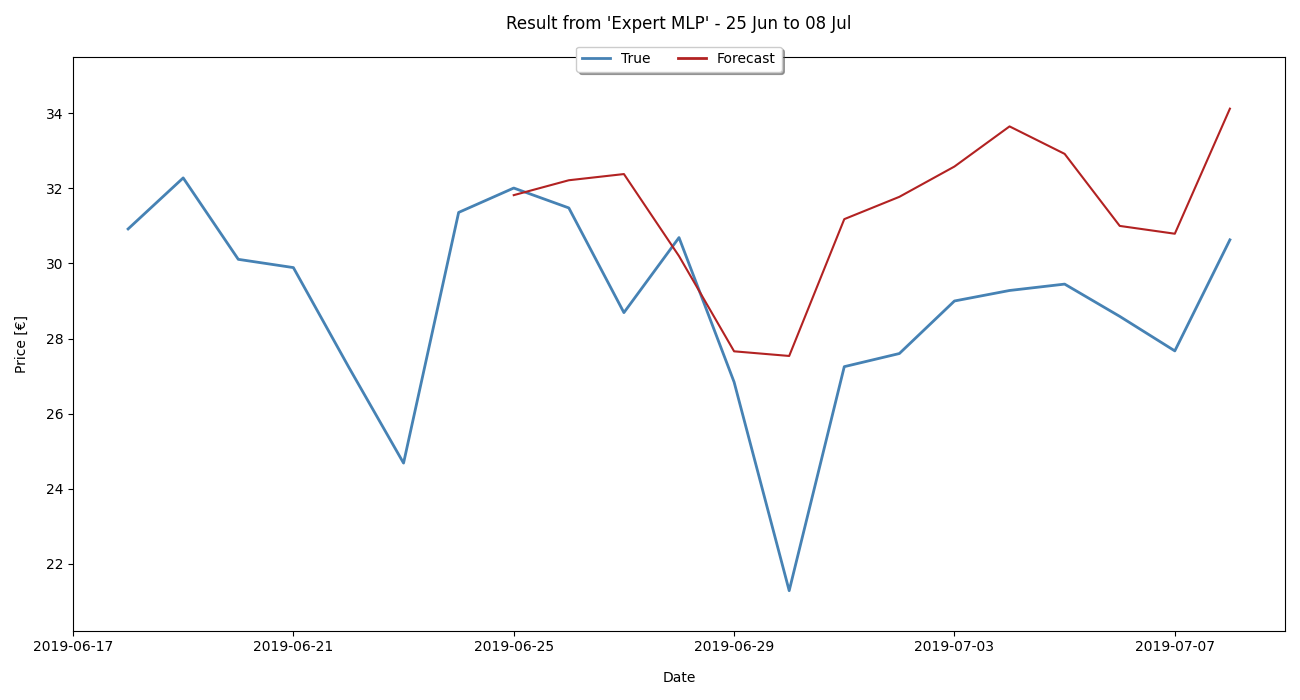 Result from 'Expert MLP' - 25 Jun to 08 Jul
True Forecast
34
32
30
28
26
24
22
Price [€]
2019-06-17 2019-06-21 2019-06-25 2019-06-29 2019-07-03 2019-07-07
Date